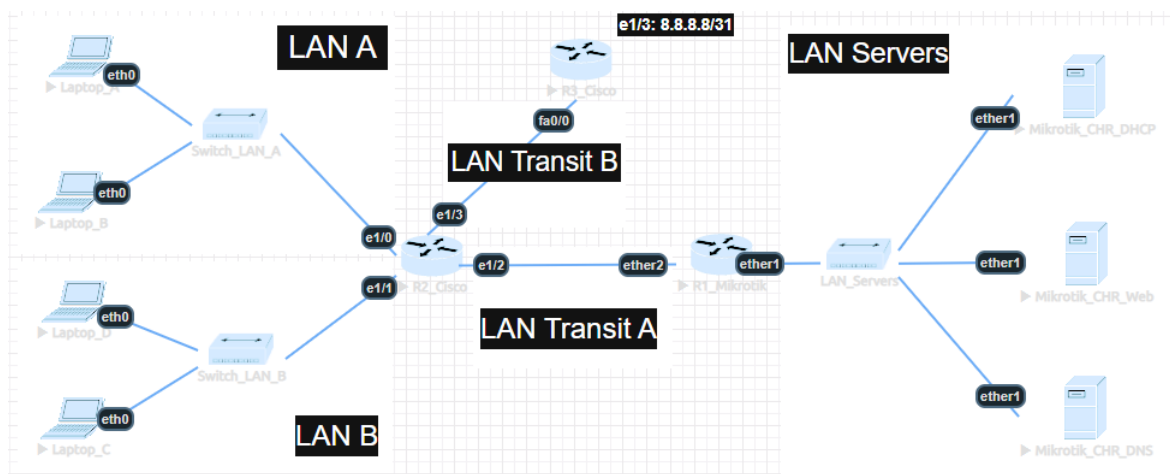 e1/3: 8.8.8.8/31
LAN A
LAN Servers
eth0
Laptop_A
R3_Cisco
ether1
Mikrotik_CHR_DHCP
fa0/0
Switch_LAN_A
LAN Transit B
eth0
Laptop_B
e1/3
e1/0
e1/2
ether2
ether1
ether1
R2_Cisco
R1_Mikrotik
LAN_Servers
Mikrotik_CHR_Web
e1/1
eth0
Laptop_D
LAN Transit A
Switch_LAN_B
ether1
eth0
Laptop_C
LAN B
Mikrotik_CHR_DNS